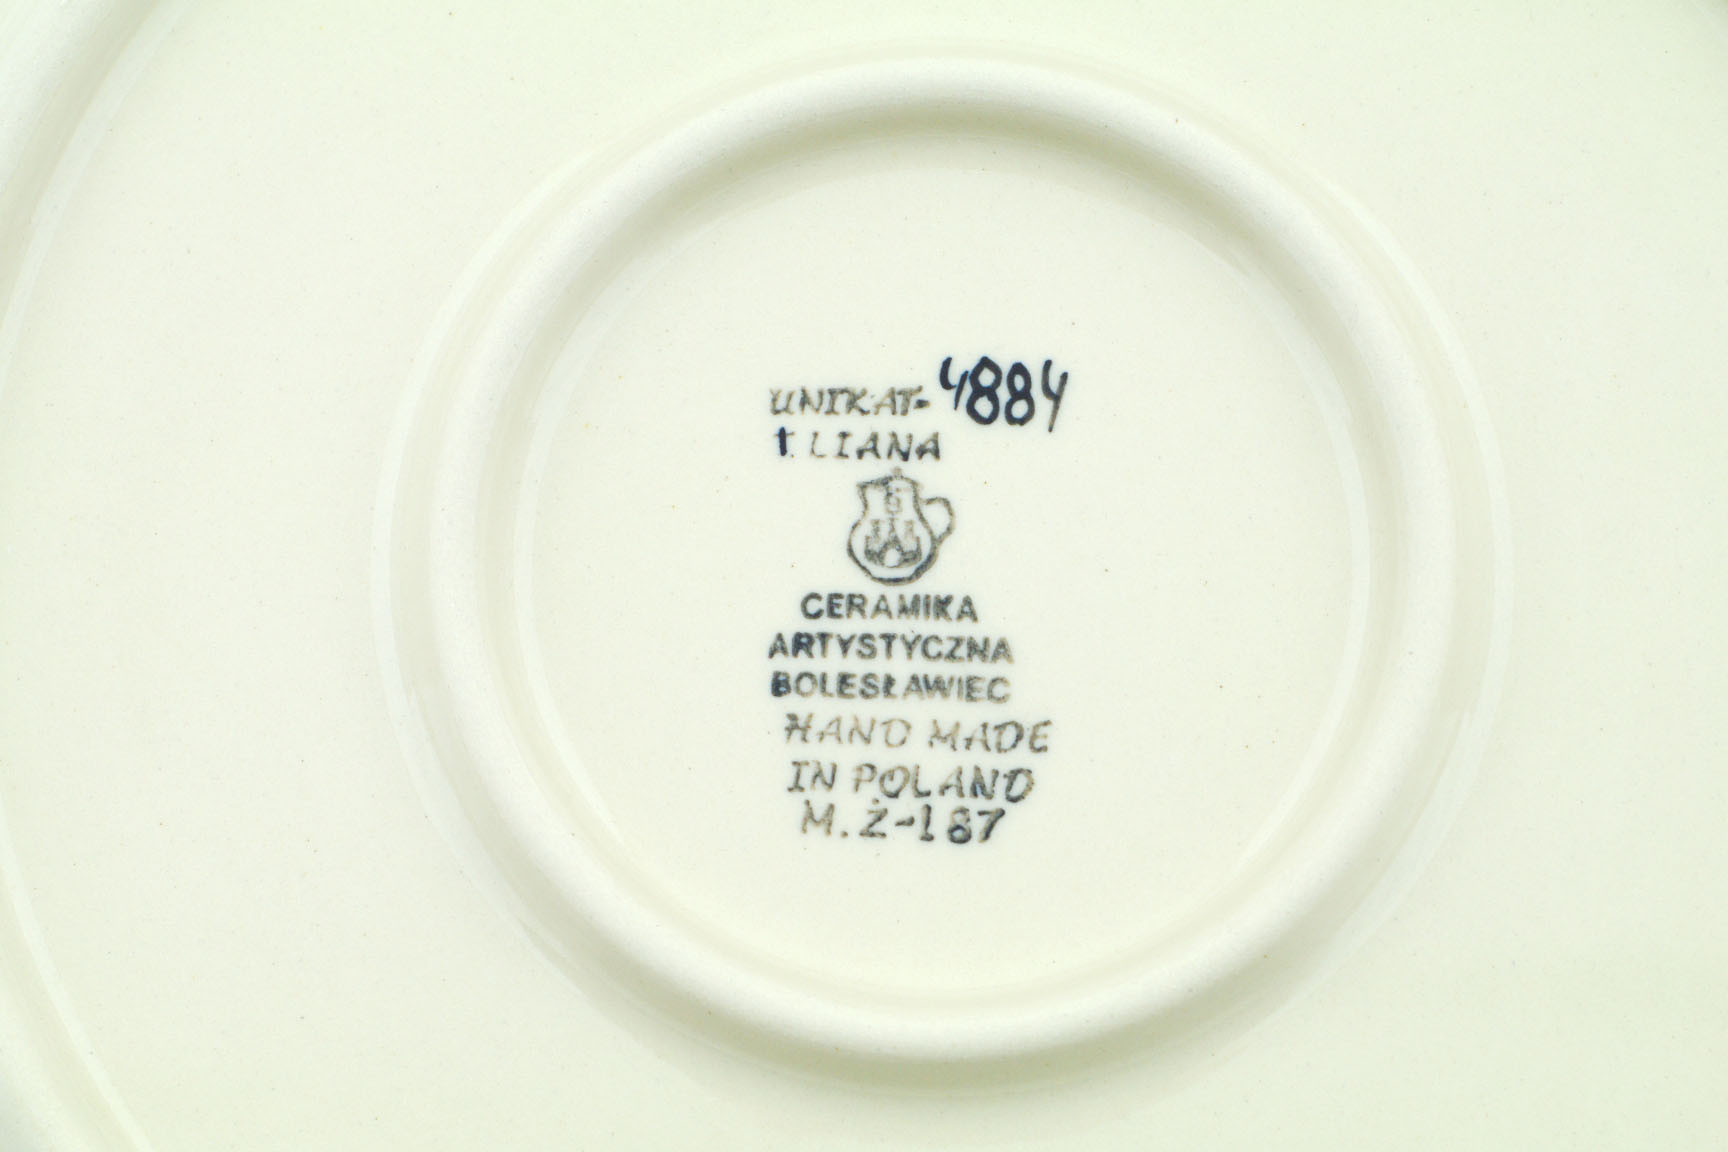 UNIKAT-4884
I. LIANA
CERAMIKA
ARTYSTYCZNA
BOLESŁAWIEC
HAND MADE
IN POLAND
M.Ż-187